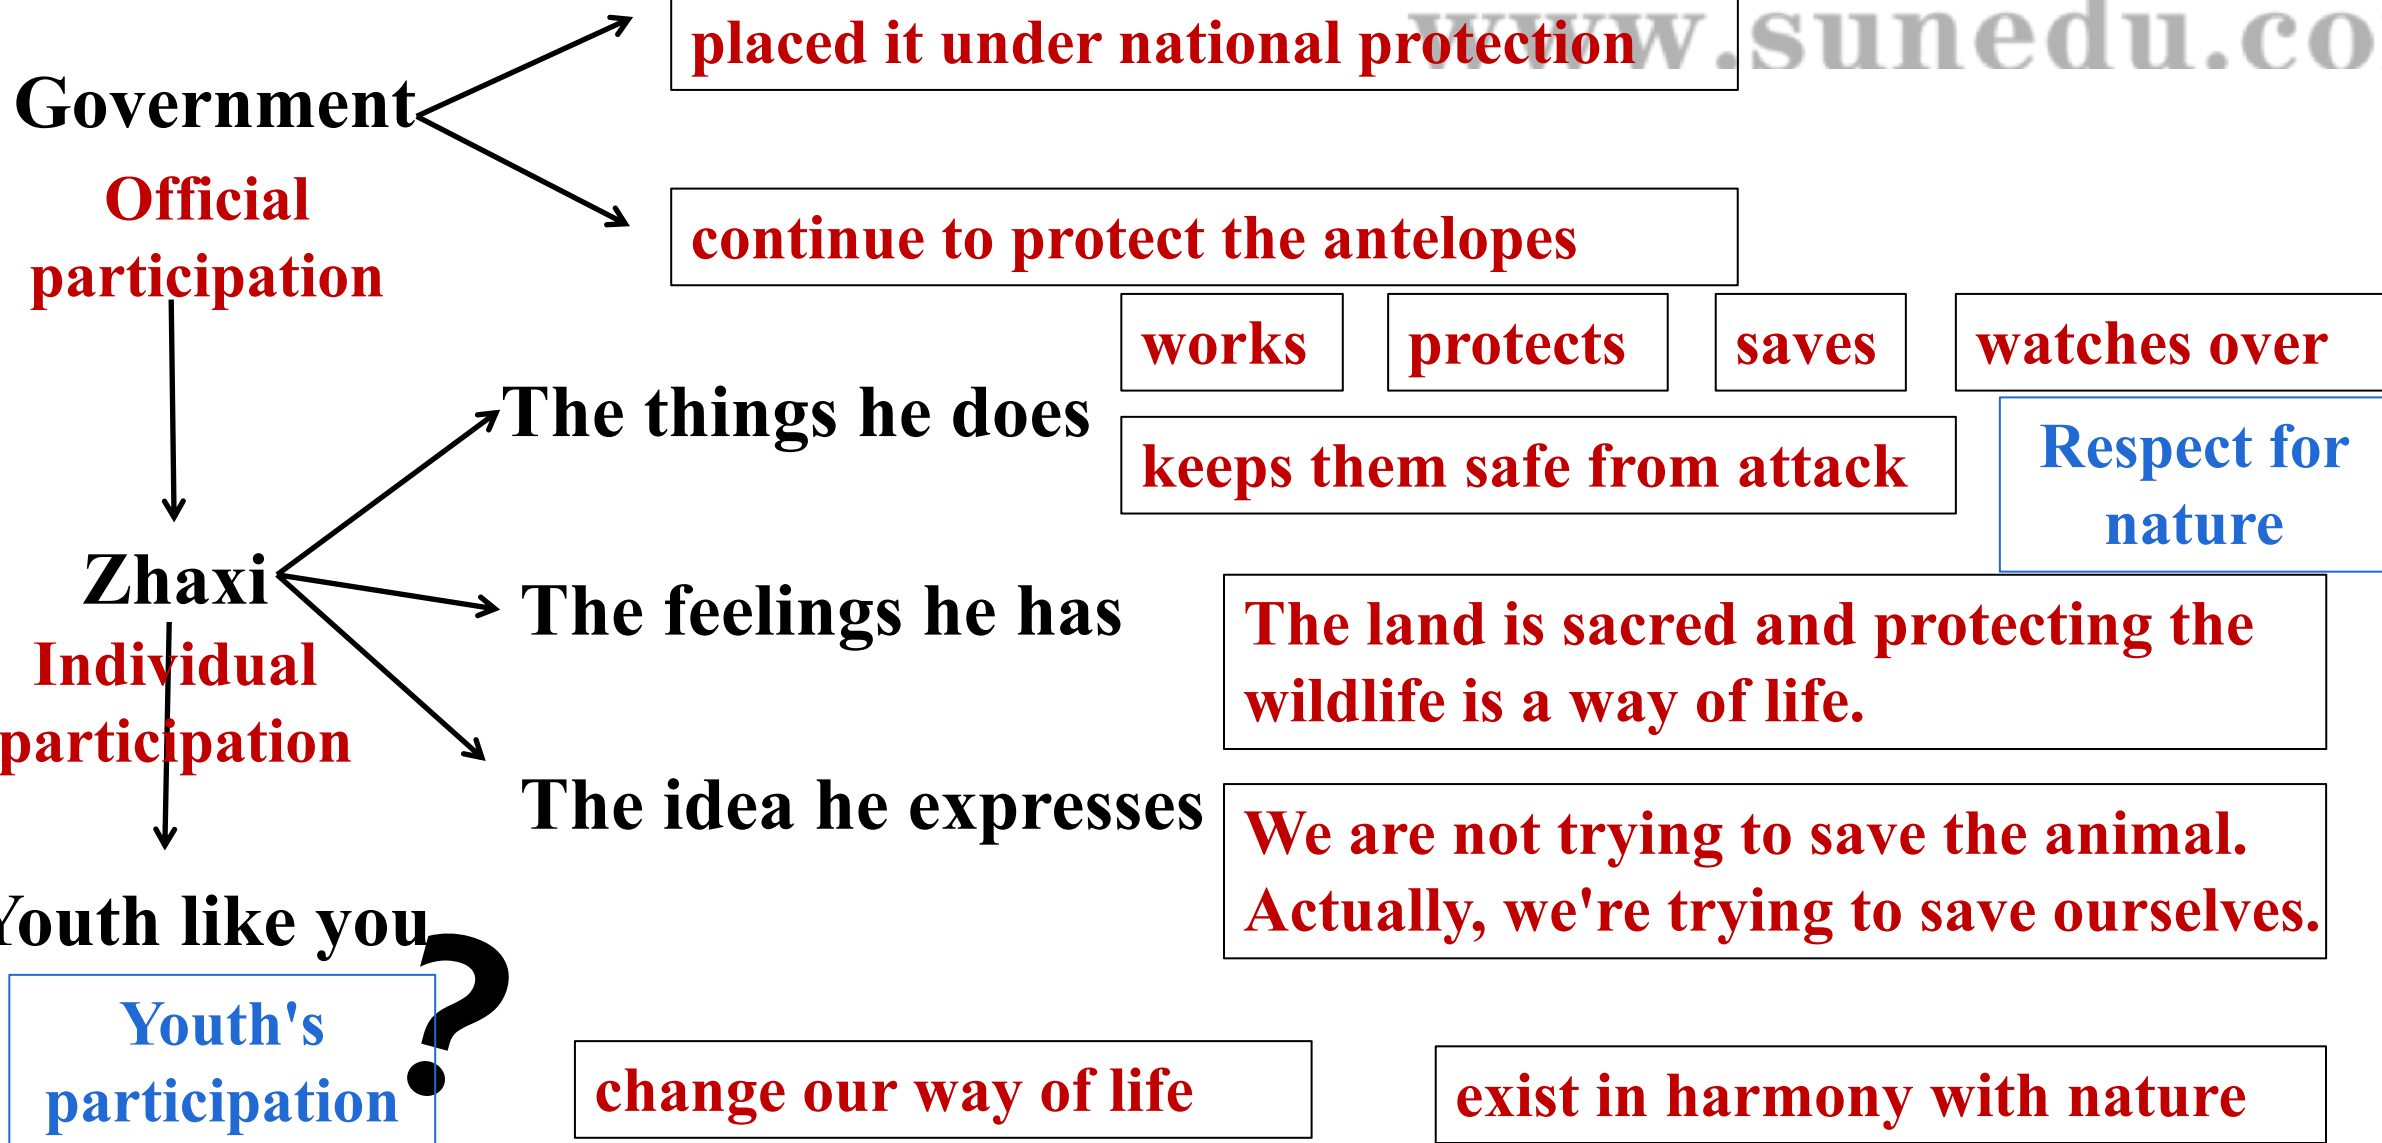 www.sunedu.co
placed it under national protection
Government
Official
participation
continue to protect the antelopes
works
protects
saves
watches over
The things he does
keeps them safe from attack
Respect for
nature
Zhaxi
Individual
participation
The feelings he has
The land is sacred and protecting the
wildlife is a way of life.
The idea he expresses
We are not trying to save the animal.
Actually, we're trying to save ourselves.
Youth like you
?
Youth's
participation
change our way of life
exist in harmony with nature